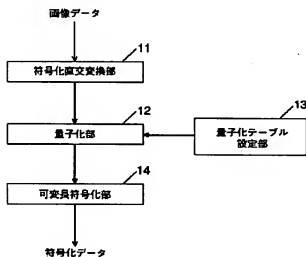 画像データ
11
符号化直交変換部
12
量子化部
13
量子化テーブル
設定部
14
可変長符号化部
符号化データ